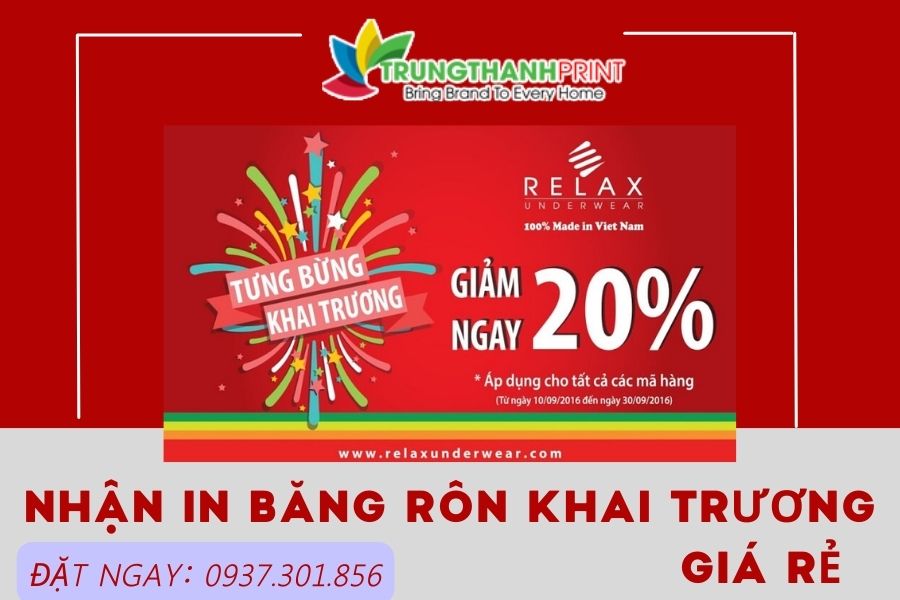 TRUNGTHANHPRINT
Bring Brand To Every Home
RELAX
UNDERWEAR
100% Made in Viet Nam
TƯNG BỪNG
KHAI TRƯƠNG
GIẢM
NGAY
20%
* Áp dụng cho tất cả các mã hàng
(Từ ngày 10/09/2016 đến ngày 30/09/2016)
www.relaxunderwear.com
NHẬN IN BĂNG RÔN KHAI TRƯƠNG
GIÁ RẺ
ĐẶT NGAY: 0937.301.856